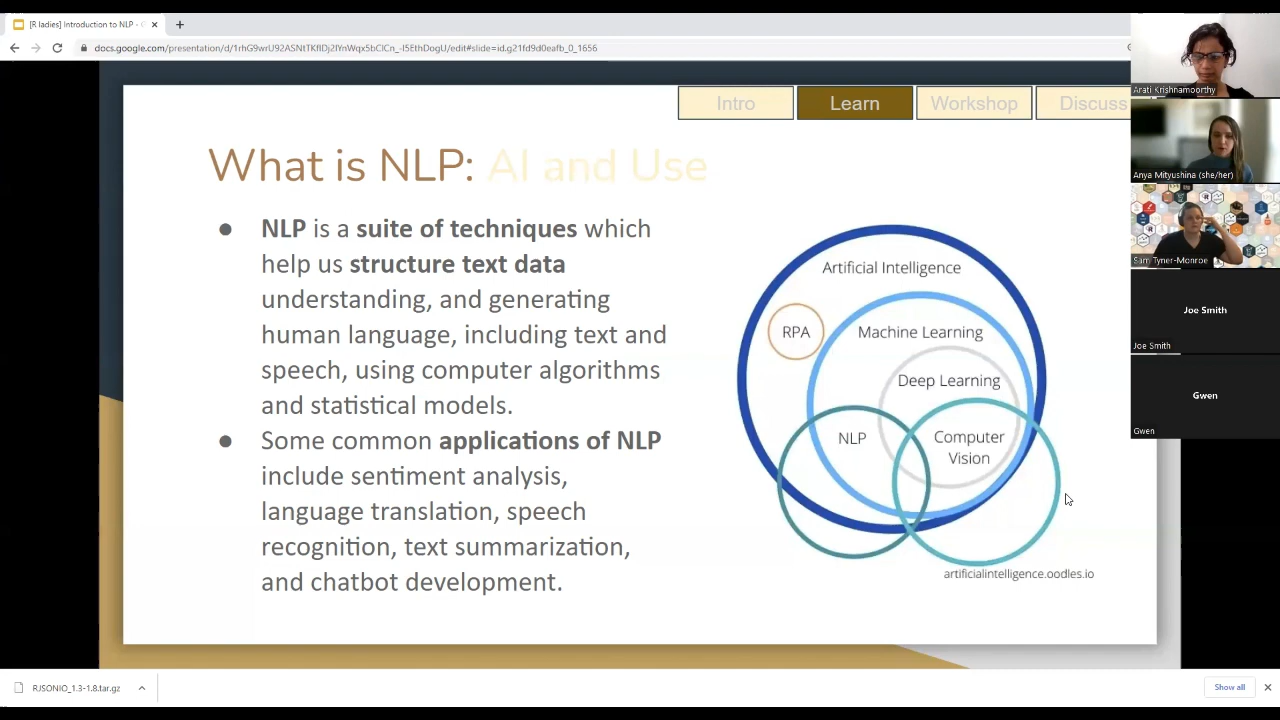 [R ladies] Introduction to NLP - G
docs.google.com/presentation/d/1rhG9wrU92ASNtTKflDj2lYnWqx5bClCn_-I5EthDogU/edit#slide=id.g21fd9d0eafb_0_1656
Intro
Learn
Workshop
Discuss
What is NLP: AI and Use
● NLP is a suite of techniques which
help us structure text data
understanding, and generating
human language, including text and
speech, using computer algorithms
and statistical models.
● Some common applications of NLP
include sentiment analysis,
language translation, speech
recognition, text summarization,
and chatbot development.
Artificial Intelligence
RPA
Machine Learning
Deep Learning
NLP
Computer
Vision
artificialintelligence.oodles.io
Arati Krishnamoorthy
Anya Mityushina (she/her)
Sam Tyner-Monroe
Joe Smith
Joe Smith
Gwen
Gwen
RJSONIO_1.3-1.8.tar.gz
Show all